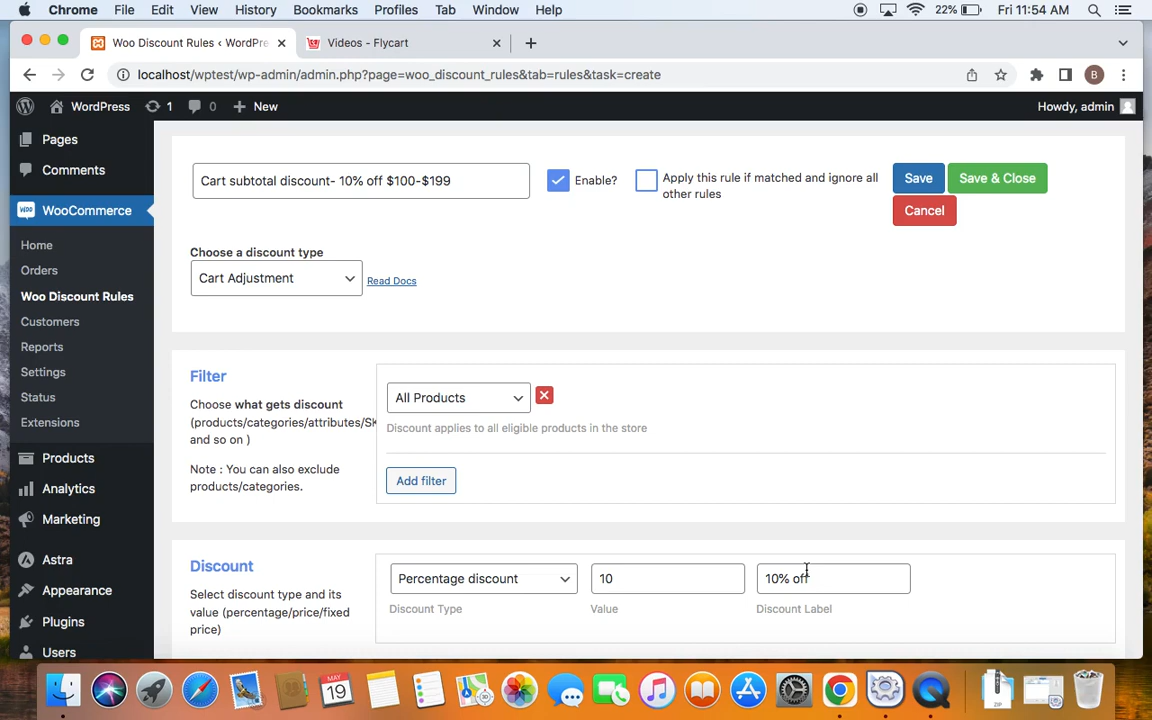 Chrome File Edit View History Bookmarks Profiles Tab Window Help 22% Fri 11:54 AM
Woo Discount Rules ‹ WordPre Videos - Flycart
localhost/wptest/wp-admin/admin.php?page=woo_discount_rules&tab=rules&task=create B
WordPress 1 0 New Howdy, admin
Pages
Comments
WooCommerce
Home
Orders
Woo Discount Rules
Customers
Reports
Settings
Status
Extensions
Products
Analytics
Marketing
Astra
Appearance
Plugins
Users
Cart subtotal discount- 10% off $100-$199 Enable? Apply this rule if matched and ignore all
other rules
Save Save & Close
Cancel
Choose a discount type
Cart Adjustment Read Docs
Filter
Choose what gets discount
(products/categories/attributes/SK
and so on )
Note : You can also exclude
products/categories.
All Products
Discount applies to all eligible products in the store
Add filter
Discount
Select discount type and its
value (percentage/price/fixed
price)
Percentage discount 10 10% off
Discount Type Value Discount Label
MAY
19
ZIP